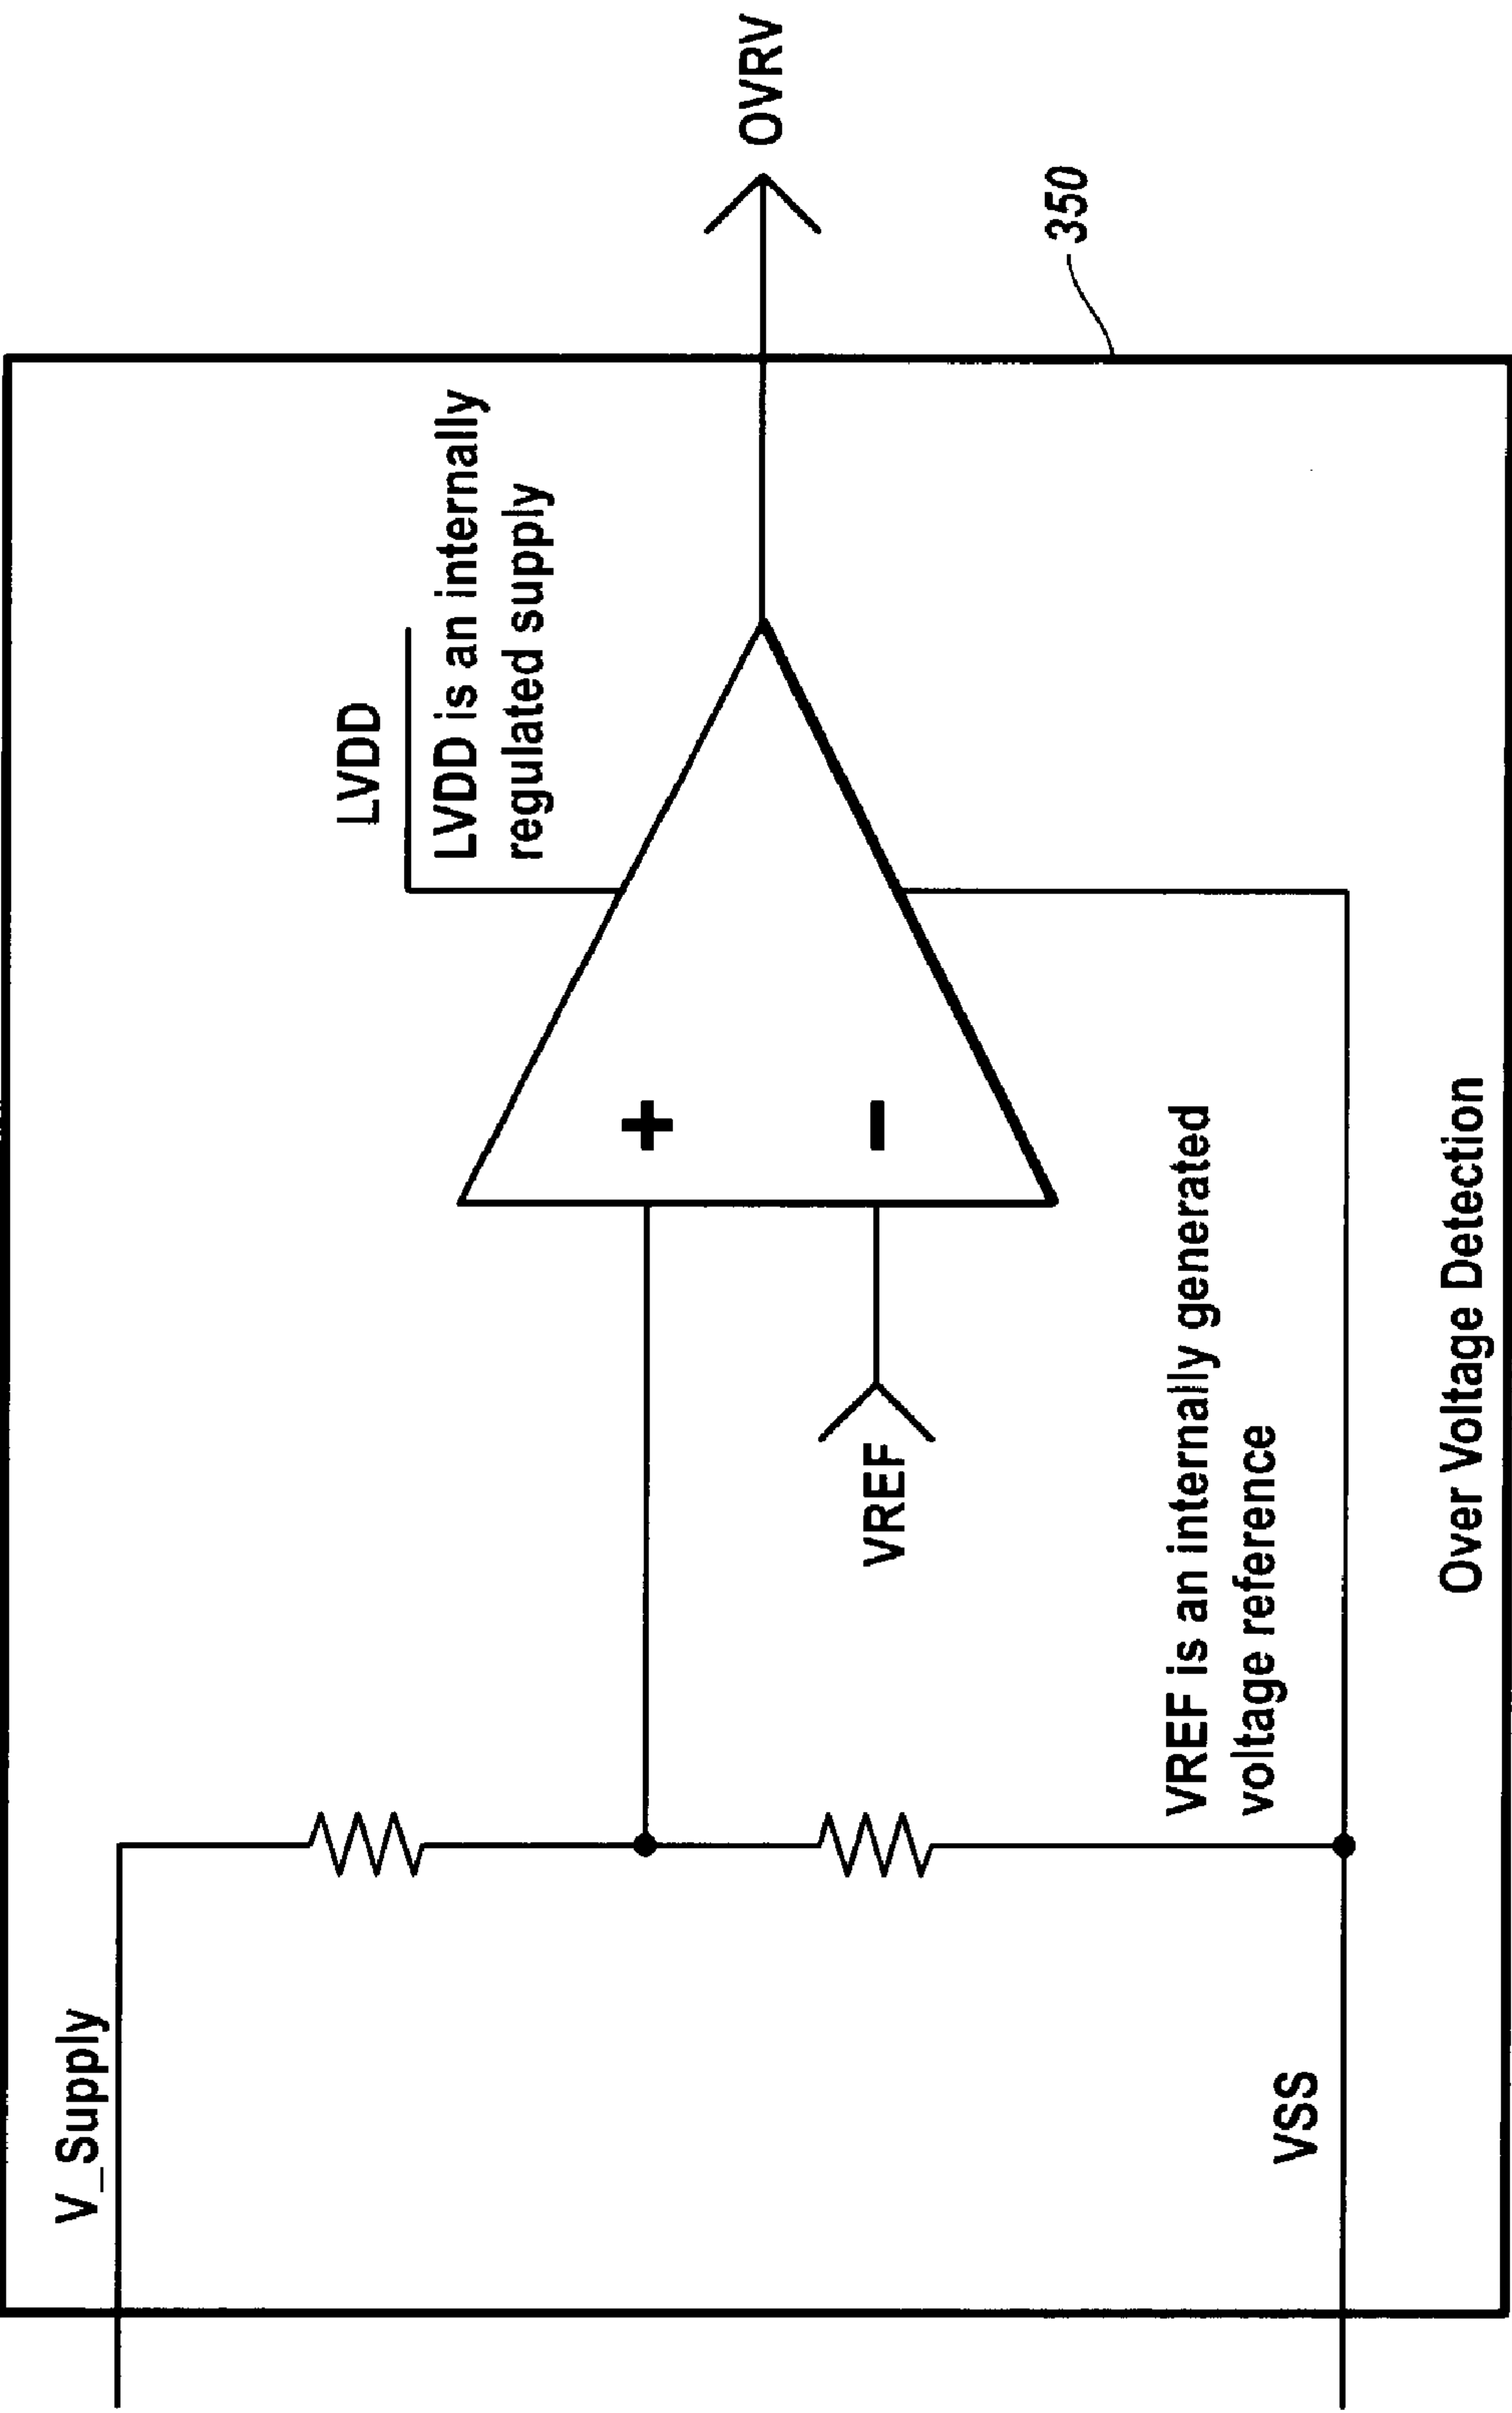 V_Supply
LVDD
LVDD is an internally
regulated supply
+
OVRV
VREF
−
350
VREF is an internally generated
voltage reference
VSS
Over Voltage Detection